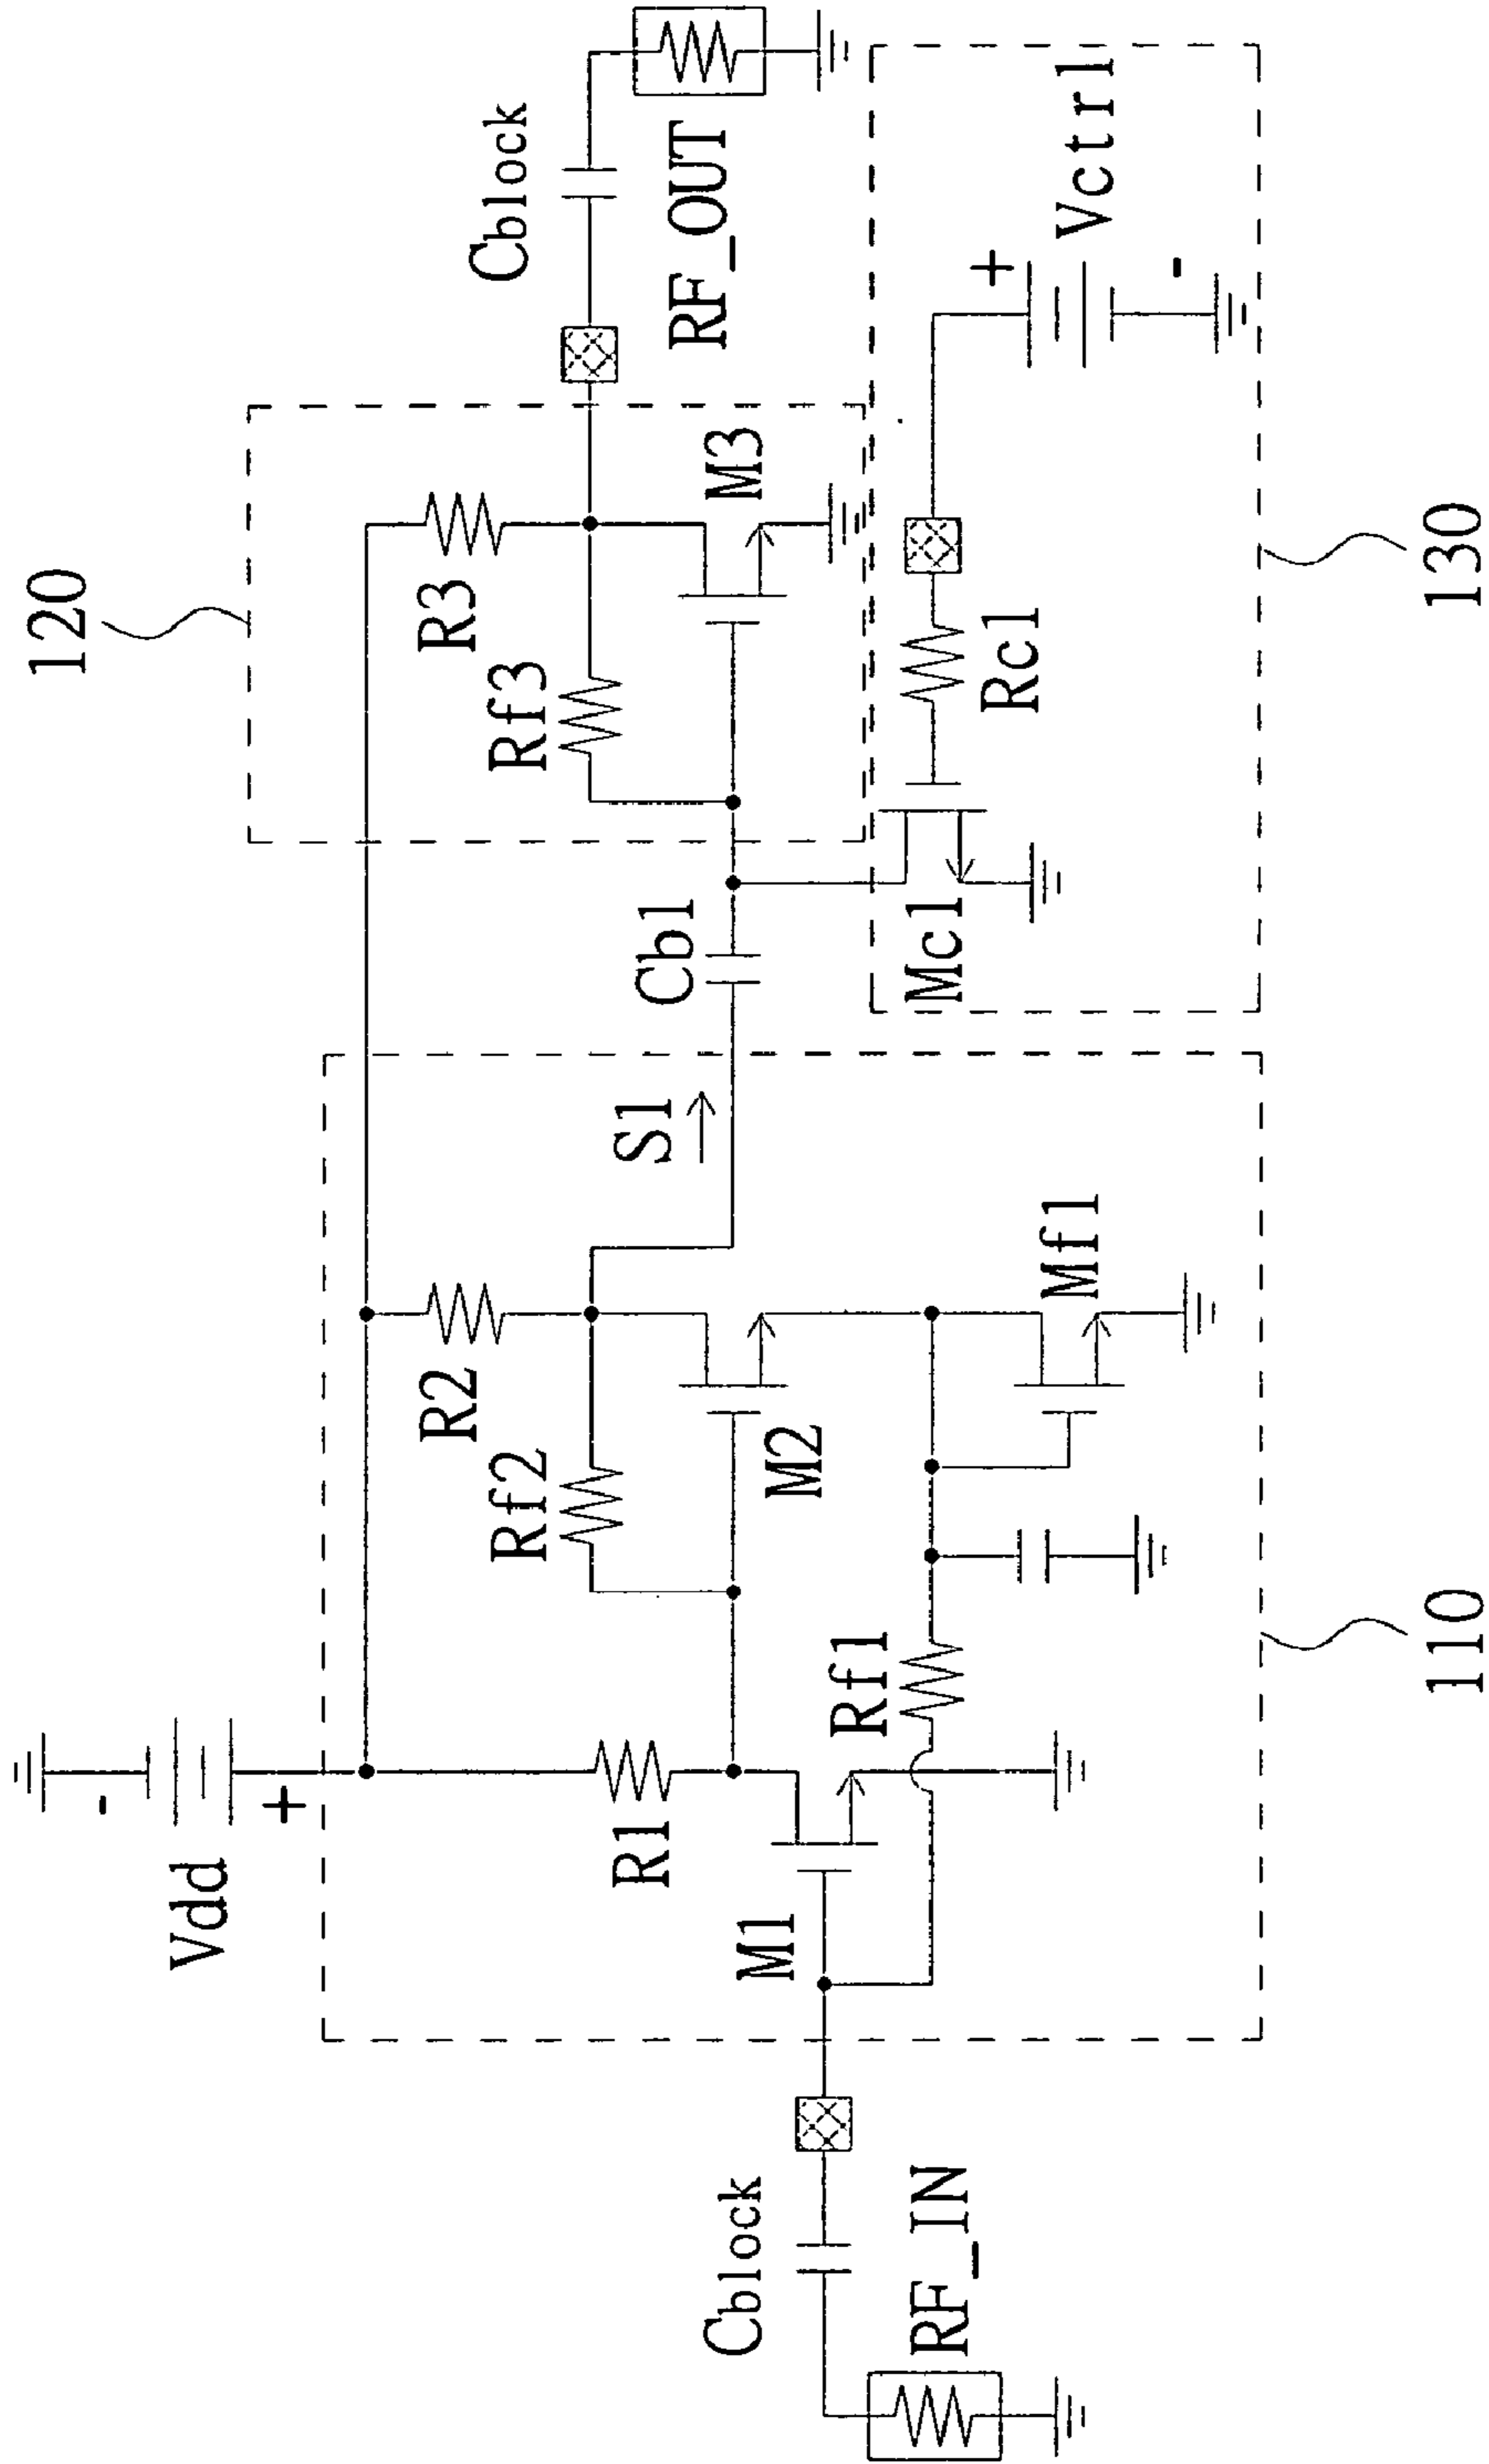 120
130
110
Vdd
-
+
R1
R2
R3
Rf2
Rf3
S1
Cb1
Cblock
RF_OUT
M1
M2
M3
Rf1
Mf1
Mc1
Rc1
+
-
Vctrl
Cblock
RF_IN